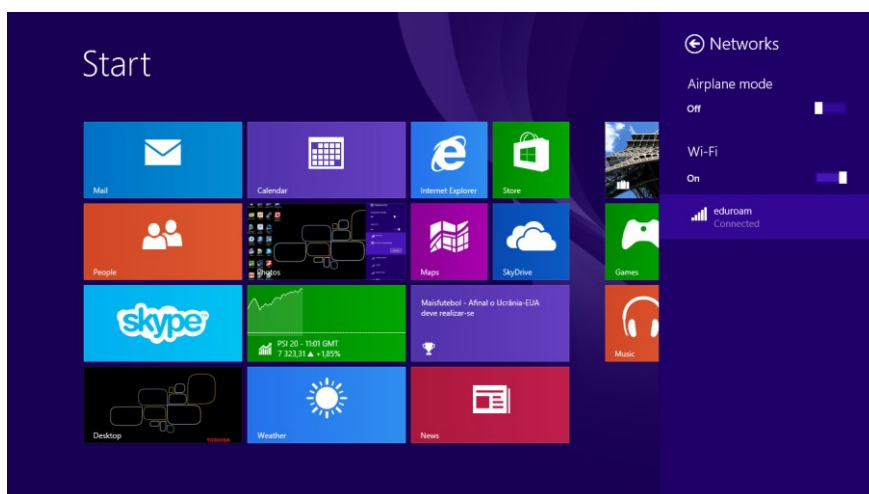 Start
Mail
Calendar
Internet Explorer
Store
People
Photos
Maps
SkyDrive
Games
skype
PSI 20 - 11:01 GMT
7 323,31 ▲ +1,85%
Maisfutebol - Afinal o Ucrânia-EUA
deve realizar-se
Music
Desktop
TOSHIBA
Weather
News
Networks
Airplane mode
Off
Wi-Fi
On
eduroam
Connected